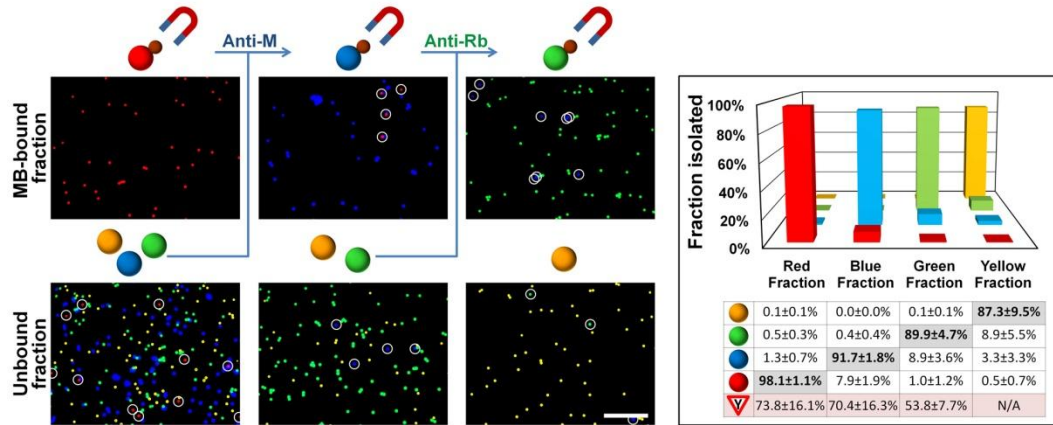 Anti-M
Anti-Rb
MB-bound
fraction
Unbound
fraction
Fraction isolated
100%
80%
60%
40%
20%
0%
Red Fraction
Blue Fraction
Green Fraction
Yellow Fraction
0.1±0.1% 0.0±0.0% 0.1±0.1% 87.3±9.5%
0.5±0.3% 0.4±0.4% 89.9±4.7% 8.9±5.5%
1.3±0.7% 91.7±1.8% 8.9±3.6% 3.3±3.3%
98.1±1.1% 7.9±1.9% 1.0±1.2% 0.5±0.7%
Y 73.8±16.1% 70.4±16.3% 53.8±7.7% N/A